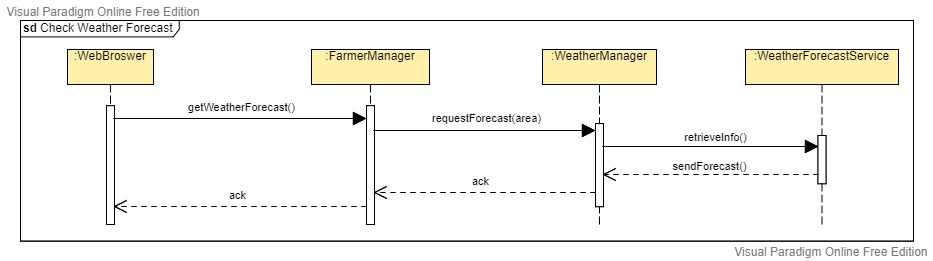 Visual Paradigm Online Free Edition
sd Check Weather Forecast
:WebBroswer :FarmerManager :WeatherManager :WeatherForecastService
getWeatherForecast()
requestForecast(area)
retrieveInfo()
sendForecast()
ack
ack
Visual Paradigm Online Free Edition